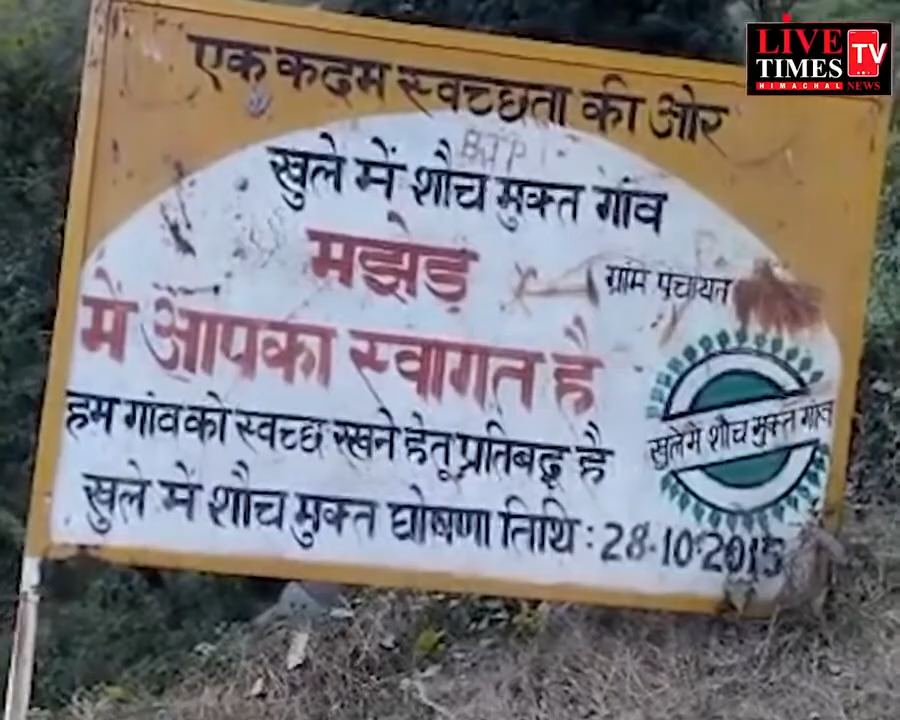 एक कदम स्वच्छता की ओर
BJP
खुले में शौच मुक्त गांव
मझेड़
ग्राम पंचायत
में आपका स्वागत है
हम गांव को स्वच्छ रखने हेतू प्रतिबद्ध है
खुले में शौच मुक्त गांव
खुले में शौच मुक्त घोषणा तिथि : 28-10-2015
LIVE
TIMES TV
HIMACHAL NEWS